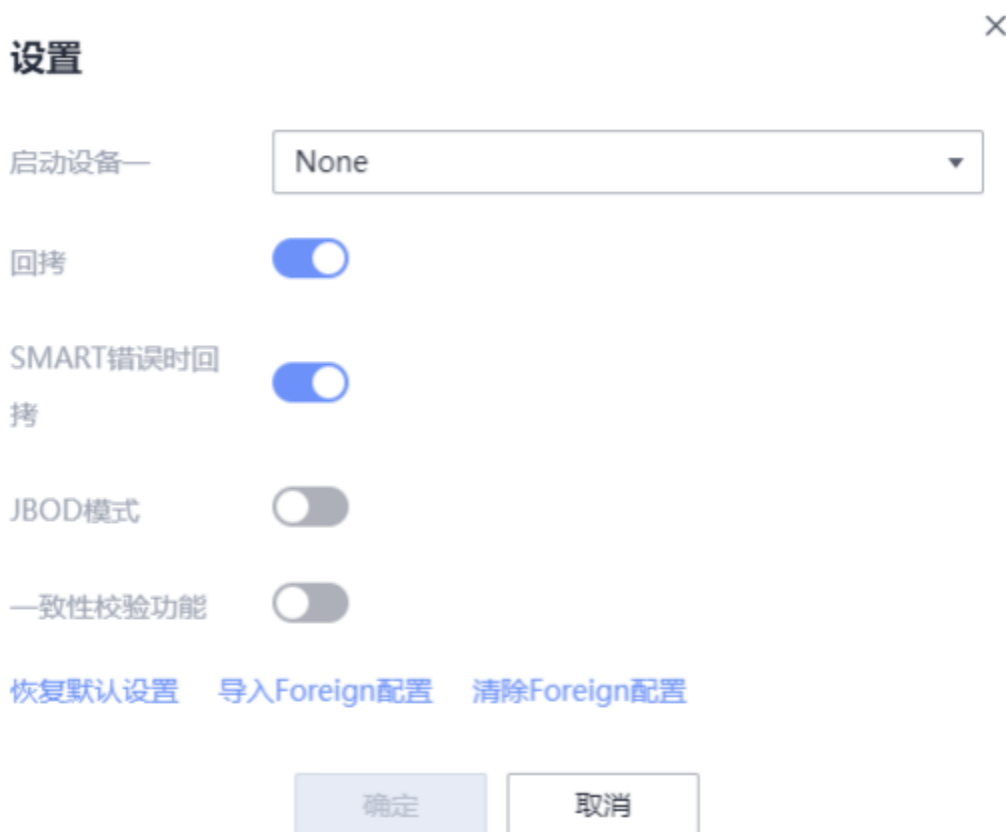 设置
启动设备一
None
回拷
SMART错误时回
拷
JBOD模式
一致性校验功能
恢复默认设置 导入Foreign配置 清除Foreign配置
确定 取消